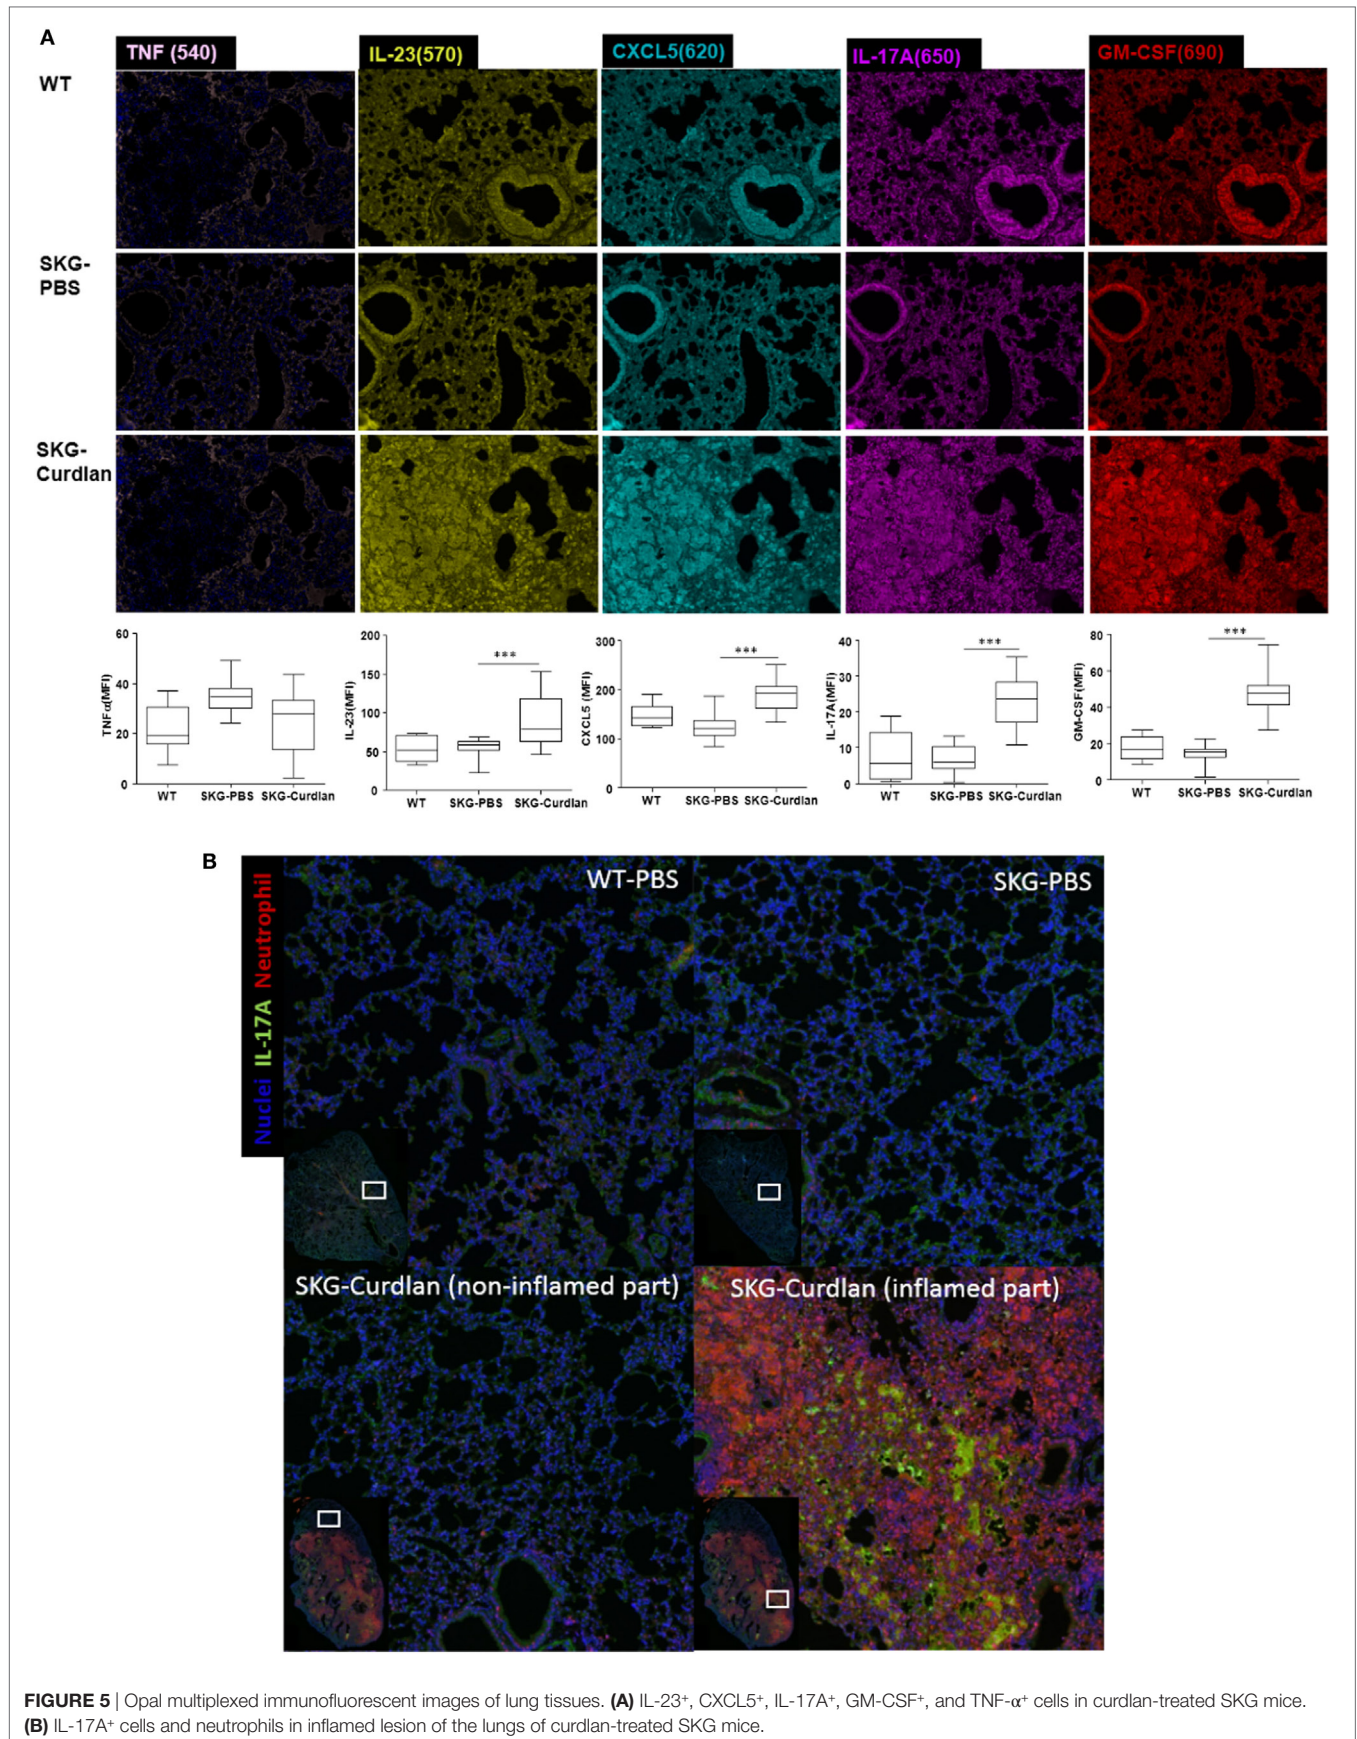 A
TNF (540)
IL-23(570)
CXCL5(620)
IL-17A(650)
GM-CSF(690)
WT
SKG-
PBS
SKG-
Curdlan
60
40
20
0
TNFα(MFI)
WT
SKG-PBS
SKG-Curdlan
200
150
100
50
0
IL-23(MFI)
***
WT
SKG-PBS
SKG-Curdlan
300
200
100
0
CXCL5 (MFI)
***
WT
SKG-PBS
SKG-Curdlan
40
30
20
10
0
IL-17A(MFI)
***
WT
SKG-PBS
SKG-Curdlan
80
60
40
20
0
GM-CSF(MFI)
***
WT
SKG-PBS
SKG-Curdlan
B
Nuclei IL-17A Neutrophil
WT-PBS
SKG-PBS
SKG-Curdlan (non-inflamed part)
SKG-Curdlan (inflamed part)
FIGURE 5 | Opal multiplexed immunofluorescent images of lung tissues. (A) IL-23⁺, CXCL5⁺, IL-17A⁺, GM-CSF⁺, and TNF-α⁺ cells in curdlan-treated SKG mice.
(B) IL-17A⁺ cells and neutrophils in inflamed lesion of the lungs of curdlan-treated SKG mice.